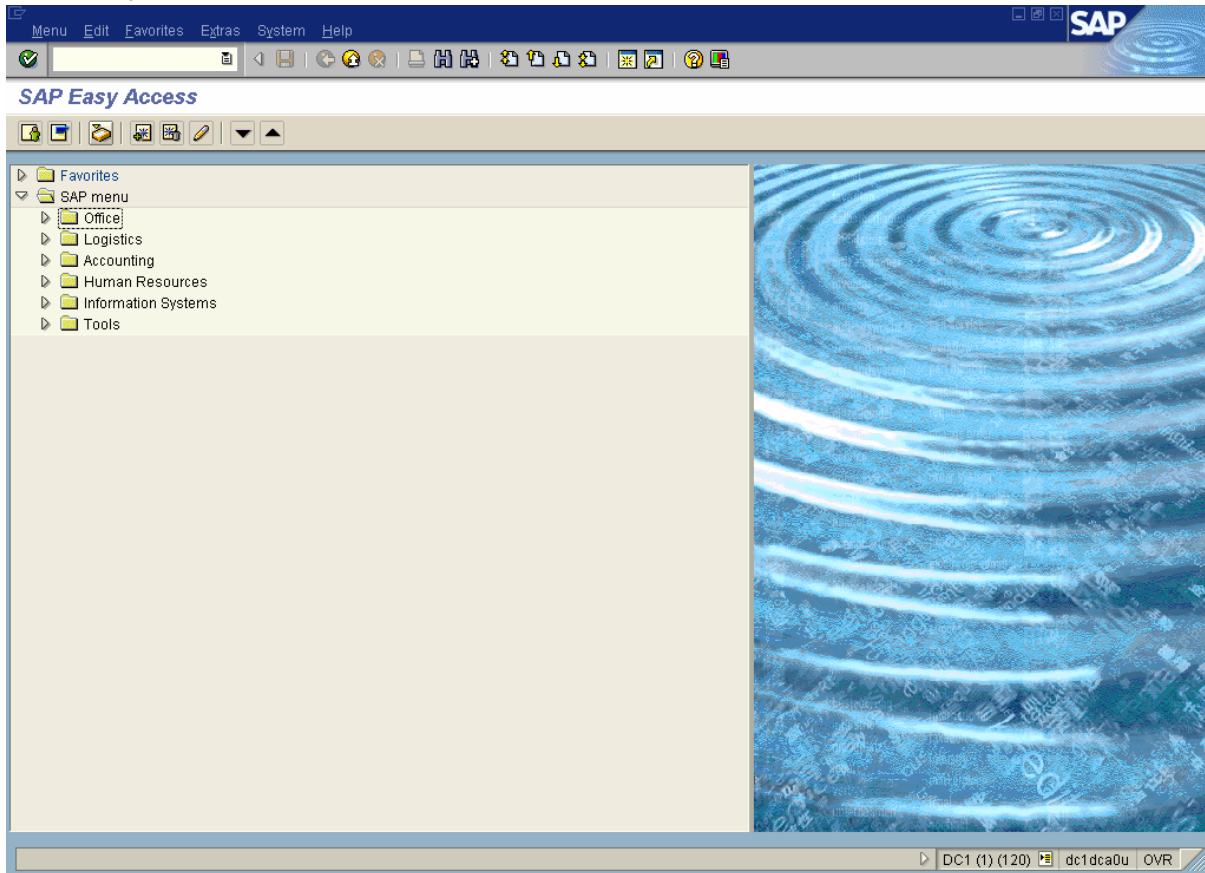 Menu Edit Favorites Extras System Help
SAP
SAP Easy Access
Favorites
SAP menu
Office
Logistics
Accounting
Human Resources
Information Systems
Tools
DC1 (1) (120) dc1dca0u OVR